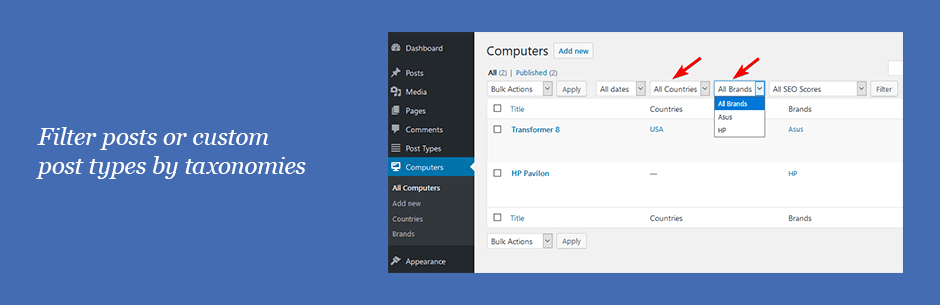 Filter posts or custom
post types by taxonomies
Dashboard
Posts
Media
Pages
Comments
Post Types
Computers
All Computers
Add new
Countries
Brands
Appearance
Computers Add new
All (2) | Published (2)
Bulk Actions Apply All dates All Countries All Brands All SEO Scores Filter
All Brands
Asus
HP
Title Countries Brands
Transformer 8 USA Asus
HP Pavilon — HP
Title Countries Brands
Bulk Actions Apply